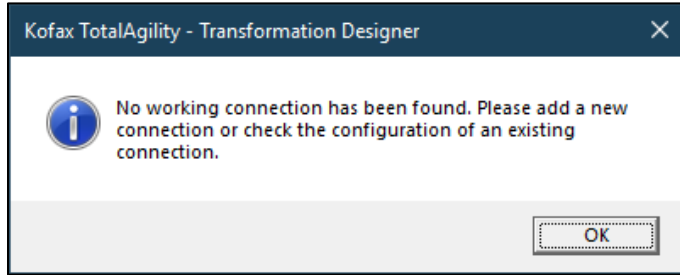 Kofax TotalAgility - Transformation Designer
No working connection has been found. Please add a new
connection or check the configuration of an existing
connection.
OK